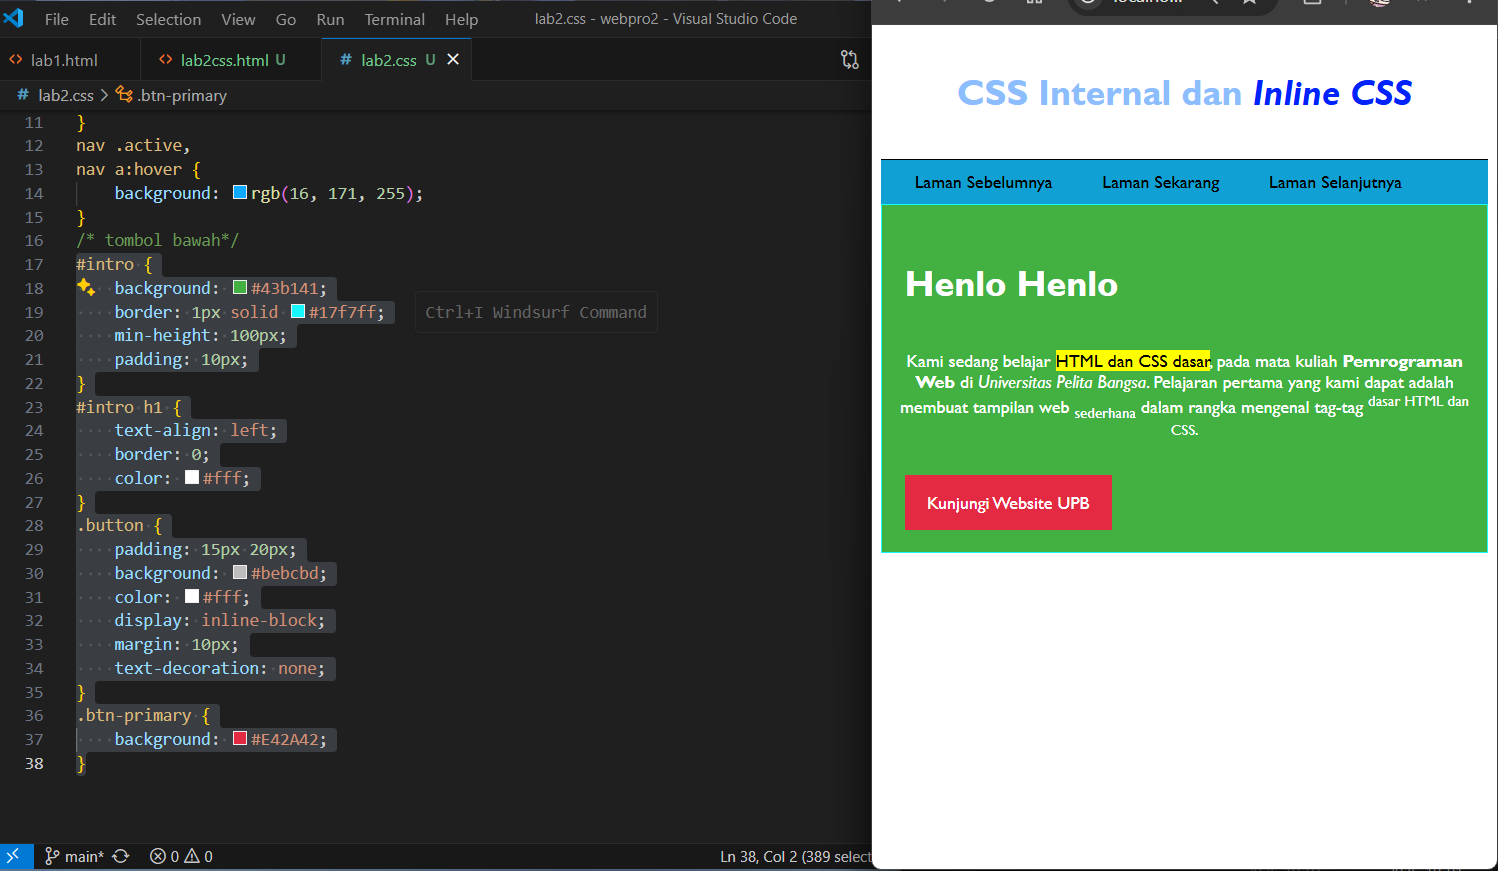 File Edit Selection View Go Run Terminal Help lab2.css - webpro2 - Visual Studio Code
lab1.html lab2css.html U # lab2.css U
# lab2.css > .btn-primary
11 }
12 nav .active,
13 nav a:hover {
14 background: rgb(16, 171, 255);
15 }
16 /* tombol bawah*/
17 #intro {
18 background: #43b141;
19 border: 1px solid #17f7ff;
20 min-height: 100px;
21 padding: 10px;
22 }
23 #intro h1 {
24 text-align: left;
25 border: 0;
26 color: #fff;
27 }
28 .button {
29 padding: 15px 20px;
30 background: #bebcbd;
31 color: #fff;
32 display: inline-block;
33 margin: 10px;
34 text-decoration: none;
35 }
36 .btn-primary {
37 background: #E42A42;
38 }
Ctrl+I Windsurf Command
main* 0 0 Ln 38, Col 2 (389 select
CSS Internal dan Inline CSS
Laman Sebelumnya Laman Sekarang Laman Selanjutnya
Henlo Henlo
Kami sedang belajar HTML dan CSS dasar, pada mata kuliah Pemrograman
Web di Universitas Pelita Bangsa. Pelajaran pertama yang kami dapat adalah
membuat tampilan web sederhana dalam rangka mengenal tag-tag dasar HTML dan
CSS.
Kunjungi Website UPB